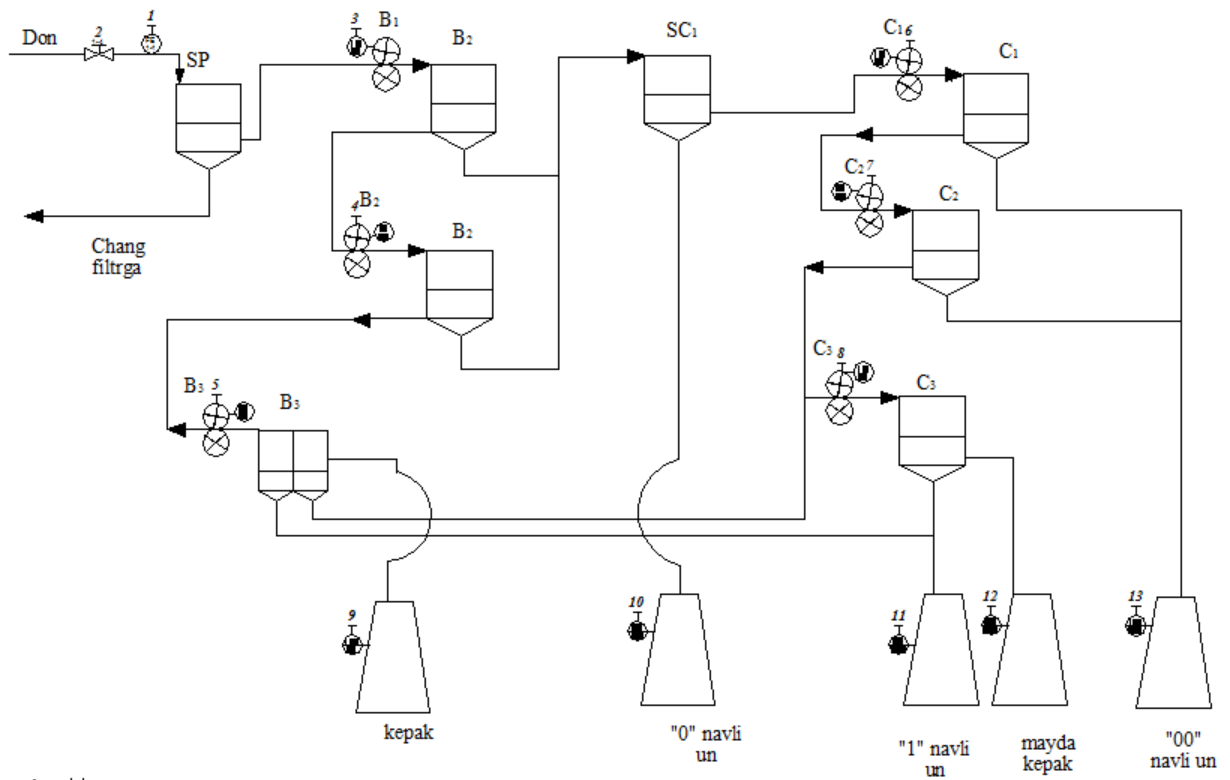 Don
2
1
SP
3
B1
B2
SC1
C1 6
C1
4
B2
B2
C2 7
C2
Chang
filtrga
B3 5
B3
C3 8
C3
9
10
11
12
13
kepak
"0" navli
un
"1" navli
un
mayda
kepak
"00"
navli un